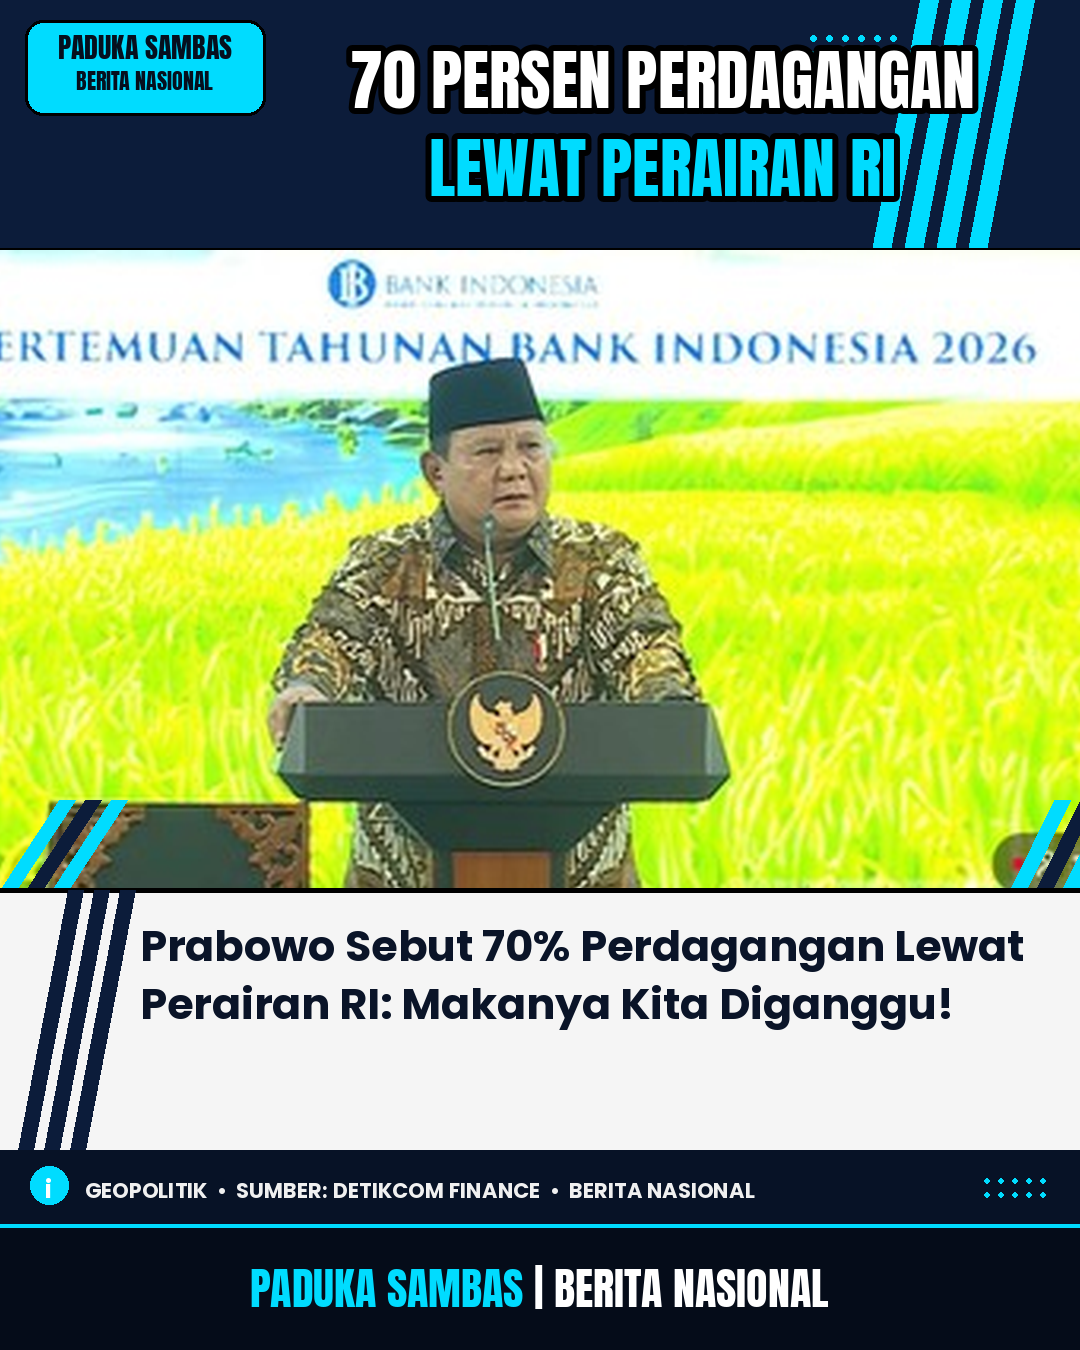 PADUKA SAMBAS
BERITA NASIONAL
70 PERSEN PERDAGANGAN
LEWAT PERAIRAN RI
BANK INDONESIA
ERTEMUAN TAHUNAN BANK INDONESIA 2026
Prabowo Sebut 70% Perdagangan Lewat
Perairan RI: Makanya Kita Diganggu!
i
GEOPOLITIK • SUMBER: DETIKCOM FINANCE • BERITA NASIONAL
PADUKA SAMBAS | BERITA NASIONAL